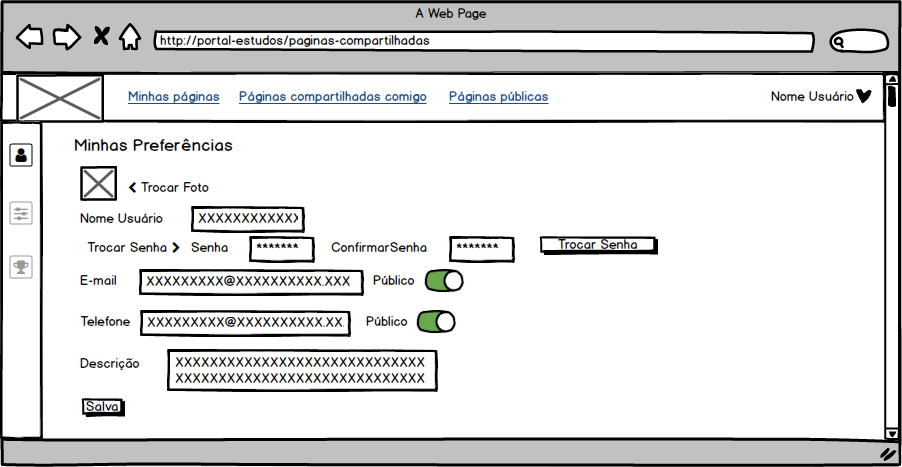 A Web Page
http://portal-estudos/paginas-compartilhadas
Minhas páginas Páginas compartilhadas comigo Páginas públicas Nome Usuário
Minhas Preferências
Trocar Foto
Nome Usuário XXXXXXXXXXXX
Trocar Senha Senha ******* ConfirmarSenha ******* Trocar Senha
E-mail XXXXXXXXX@XXXXXXXXXX.XXX Público
Telefone XXXXXXXXX@XXXXXXXXXX.XX Público
Descrição XXXXXXXXXXXXXXXXXXXXXXXXXXXXX
XXXXXXXXXXXXXXXXXXXXXXXXXXXXX
Salva